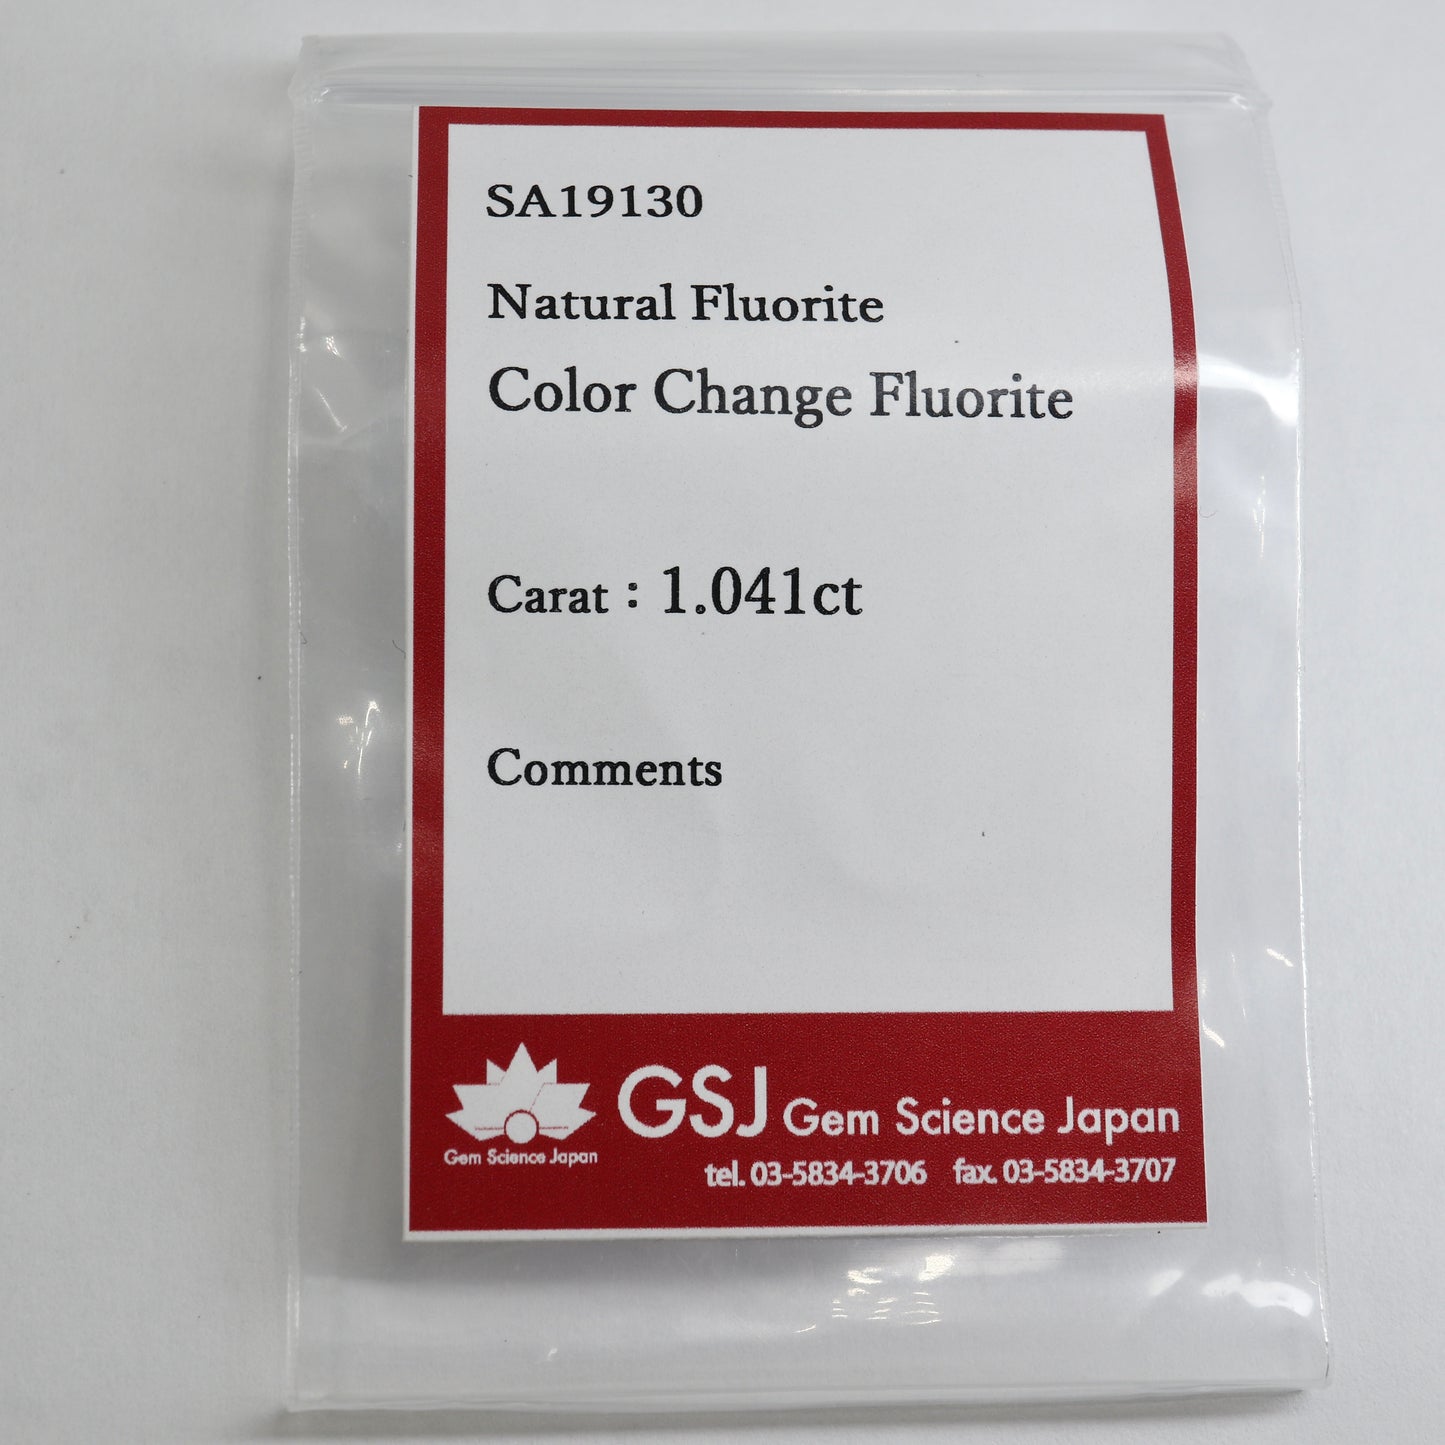 SA19130
Natural Fluorite
Color Change Fluorite
Carat : 1.041ct
Comments
GSJ Gem Science Japan
Gem Science Japan
tel. 03-5834-3706 fax. 03-5834-3707